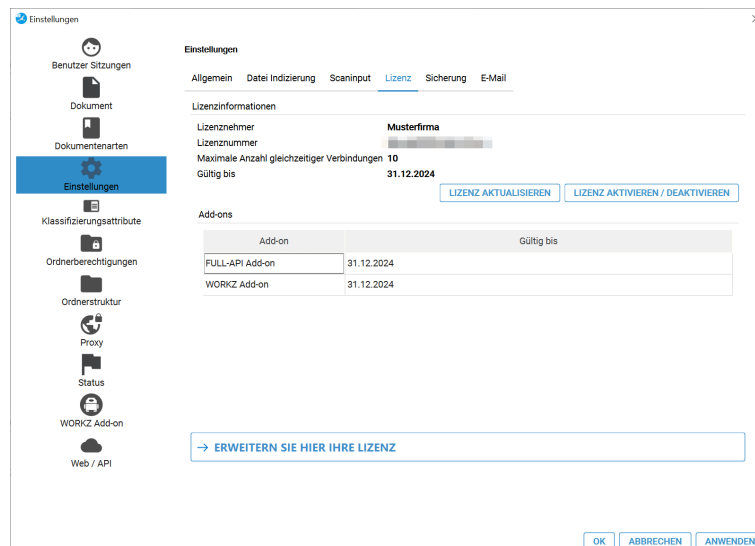 Einstellungen
Benutzer Sitzungen
Dokument
Dokumentenarten
Einstellungen
Klassifizierungsattribute
Ordnerberechtigungen
Ordnerstruktur
Proxy
Status
WORKZ Add-on
Web / API
Einstellungen
Allgemein Datei Indizierung Scaninput Lizenz Sicherung E-Mail
Lizenzinformationen
Lizenznehmer Musterfirma
Lizenznummer
Maximale Anzahl gleichzeitiger Verbindungen 10
Gültig bis 31.12.2024
LIZENZ AKTUALISIEREN LIZENZ AKTIVIEREN / DEAKTIVIEREN
Add-ons
Add-on Gültig bis
FULL-API Add-on 31.12.2024
WORKZ Add-on 31.12.2024
→ ERWEITERN SIE HIER IHRE LIZENZ
OK ABBRECHEN ANWENDEN